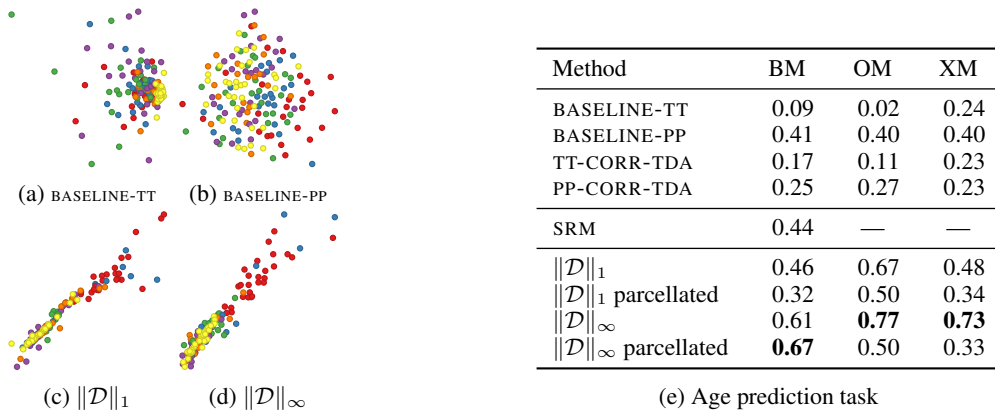 (a) BASELINE-TT
(b) BASELINE-PP
(c) ‖𝒟‖₁
(d) ‖𝒟‖∞
Method BM OM XM
BASELINE-TT 0.09 0.02 0.24
BASELINE-PP 0.41 0.40 0.40
TT-CORR-TDA 0.17 0.11 0.23
PP-CORR-TDA 0.25 0.27 0.23
SRM 0.44 — —
‖𝒟‖₁ 0.46 0.67 0.48
‖𝒟‖₁ parcellated 0.32 0.50 0.34
‖𝒟‖∞ 0.61 0.77 0.73
‖𝒟‖∞ parcellated 0.67 0.50 0.33
(e) Age prediction task